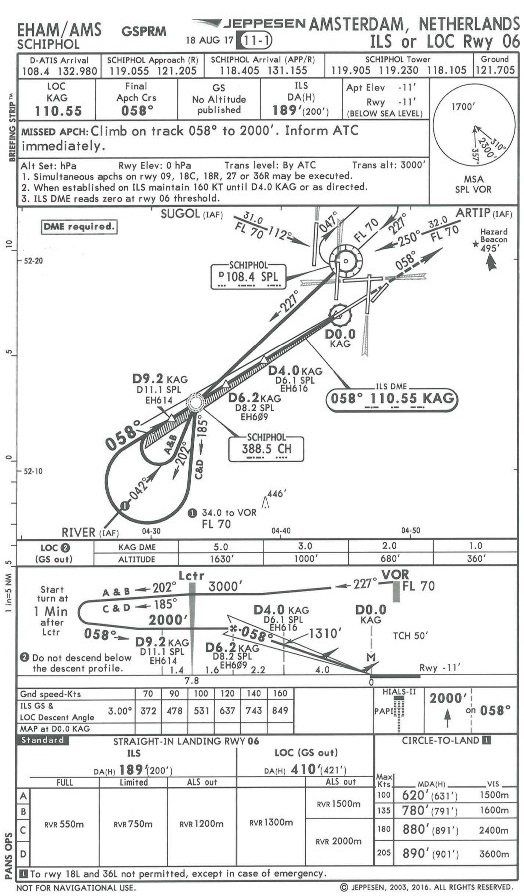 EHAM/AMS
SCHIPHOL
GSPRM
JEPPESEN
18 AUG 17
11-1
AMSTERDAM, NETHERLANDS
ILS or LOC Rwy 06
D-ATIS Arrival
108.4 132.980
SCHIPHOL Approach (R)
119.055 121.205
SCHIPHOL Arrival (APP/R)
118.405 131.155
SCHIPHOL Tower
119.905 119.230 118.105
Ground
121.705
BRIEFING STRIP™
LOC
KAG
110.55
Final
Apch Crs
058°
GS
No Altitude
published
ILS
DA(H)
189'(200')
Apt Elev -11'
Rwy -11'
(BELOW SEA LEVEL)
MISSED APCH: Climb on track 058° to 2000'. Inform ATC
immediately.
Alt Set: hPa Rwy Elev: 0 hPa Trans level: By ATC Trans alt: 3000'
1. Simultaneous apchs on rwy 09, 18C, 18R, 27 or 36R may be executed.
2. When established on ILS maintain 160 KT until D4.0 KAG or as directed.
3. ILS DME reads zero at rwy 06 threshold.
1700'
310°
2300'
357°
MSA
SPL VOR
DME required.
SUGOL (IAF)
31.0
112°
FL 70
047°
FL 70
227°
ARTIP (IAF)
32.0
250°
FL 70
058°
Hazard
Beacon
495'
52-20
SCHIPHOL
D 108.4 SPL
227°
D0.0
KAG
D4.0 KAG
D6.1 SPL
EH616
D9.2 KAG
D11.1 SPL
EH614
D6.2 KAG
D8.2 SPL
EH609
ILS DME
058° 110.55 KAG
SCHIPHOL
388.5 CH
058°
A&B
202°
185°
C&D
042°
1
1 34.0 to VOR
FL 70
446'
52-10
10
5
0
5
1 in=5 NM
RIVER (IAF)
04-30
04-40
04-50
LOC 2
(GS out)
KAG DME 5.0 3.0 2.0 1.0
ALTITUDE 1630' 1000' 680' 360'
Start
turn at
1 Min
after
Lctr
A & B
202°
C & D
185°
Lctr
3000'
2000'
227°
VOR
FL 70
058°
D9.2 KAG
D11.1 SPL
EH614
D6.2 KAG
D8.2 SPL
EH609
058°
D4.0 KAG
D6.1 SPL
EH616
1310'
D0.0
KAG
TCH 50'
M
Rwy -11'
2 Do not descend below
the descent profile.
1.4 1.6 2.2 4.0
7.8 0
Gnd speed-Kts 70 90 100 120 140 160
ILS GS &
LOC Descent Angle 3.00° 372 478 531 637 743 849
MAP at D0.0 KAG
HIALS-II
PAPI
2000'
on 058°
Standard
STRAIGHT-IN LANDING RWY 06
CIRCLE-TO-LAND 1
ILS
DA(H) 189'(200')
LOC (GS out)
DA(H) 410'(421')
FULL Limited ALS out ALS out
Max
Kts MDA(H) VIS
A
B
C
D
RVR 550m RVR 750m RVR 1200m RVR 1300m
RVR 1500m
RVR 2000m
100 620'(631') 1500m
135 780'(791') 1600m
180 880'(891') 2400m
205 890'(901') 3600m
PANS OPS
1 To rwy 18L and 36L not permitted, except in case of emergency.
NOT FOR NAVIGATIONAL USE.
© JEPPESEN, 2003, 2016. ALL RIGHTS RESERVED.